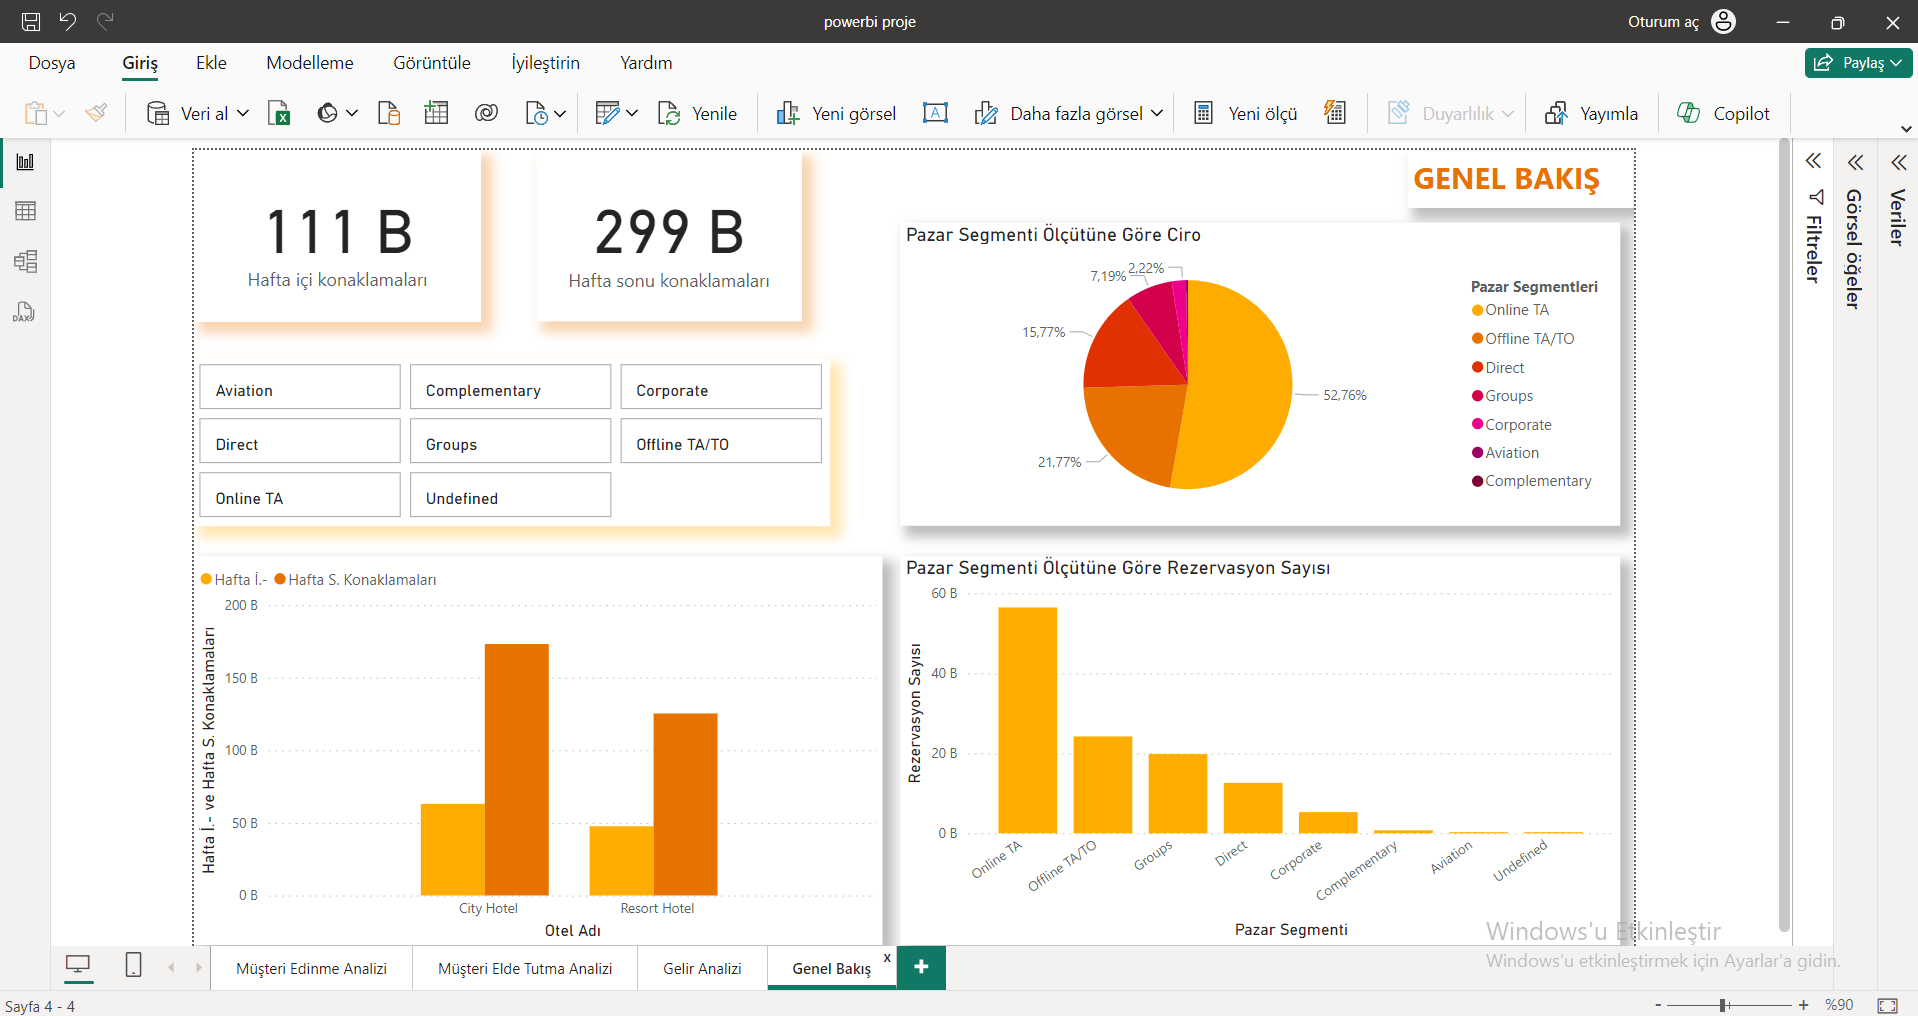 powerbi proje
Oturum aç
Dosya
Giriş
Ekle
Modelleme
Görüntüle
İyileştirin
Yardım
Paylaş
Veri al
Yenile
Yeni görsel
Daha fazla görsel
Yeni ölçü
Duyarlılık
Yayımla
Copilot
111 B
Hafta içi konaklamaları
299 B
Hafta sonu konaklamaları
GENEL BAKIŞ
Aviation
Complementary
Corporate
Direct
Groups
Offline TA/TO
Online TA
Undefined
Pazar Segmenti Ölçütüne Göre Ciro
2,22%
7,19%
15,77%
52,76%
21,77%
Pazar Segmentleri
Online TA
Offline TA/TO
Direct
Groups
Corporate
Aviation
Complementary
Hafta İ.- Hafta S. Konaklamaları
Hafta İ.- ve Hafta S. Konaklamaları
200 B
150 B
100 B
50 B
0 B
City Hotel
Resort Hotel
Otel Adı
Pazar Segmenti Ölçütüne Göre Rezervasyon Sayısı
Rezervasyon Sayısı
60 B
40 B
20 B
0 B
Online TA
Offline TA/TO
Groups
Direct
Corporate
Complementary
Aviation
Undefined
Pazar Segmenti
Filtreler
Görsel öğeler
Veriler
DAX
Windows'u Etkinleştir
Windows'u etkinleştirmek için Ayarlar'a gidin.
Müşteri Edinme Analizi
Müşteri Elde Tutma Analizi
Gelir Analizi
Genel Bakış
x
+
Sayfa 4 - 4
- + %90